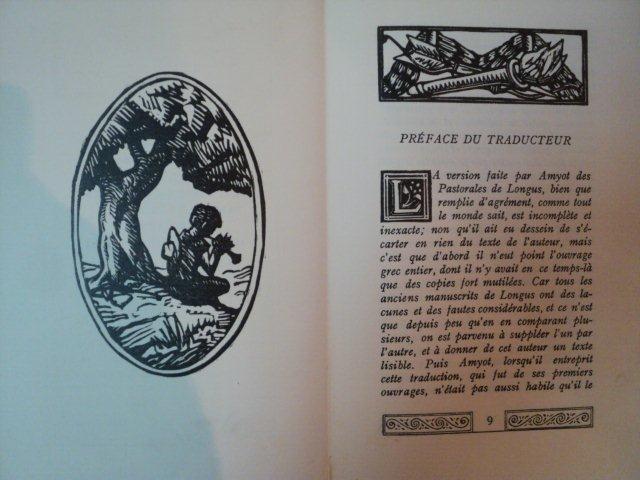 PRÉFACE DU TRADUCTEUR
LA version faite par Amyot des
Pastorales de Longus, bien que
remplie d'agrément, comme tout
le monde sait, est incomplète et
inexacte; non qu'il ait eu dessein de s'é-
carter en rien du texte de l'auteur, mais
c'est que d'abord il n'eut point l'ouvrage
grec entier, dont il n'y avait en ce temps-là
que des copies fort mutilées. Car tous les
anciens manuscrits de Longus ont des la-
cunes et des fautes considérables, et ce n'est
que depuis peu qu'en en comparant plu-
sieurs, on est parvenu à suppléer l'un par
l'autre, et à donner de cet auteur un texte
lisible. Puis Amyot, lorsqu'il entreprit
cette traduction, qui fut de ses premiers
ouvrages, n'était pas aussi habile qu'il le
9